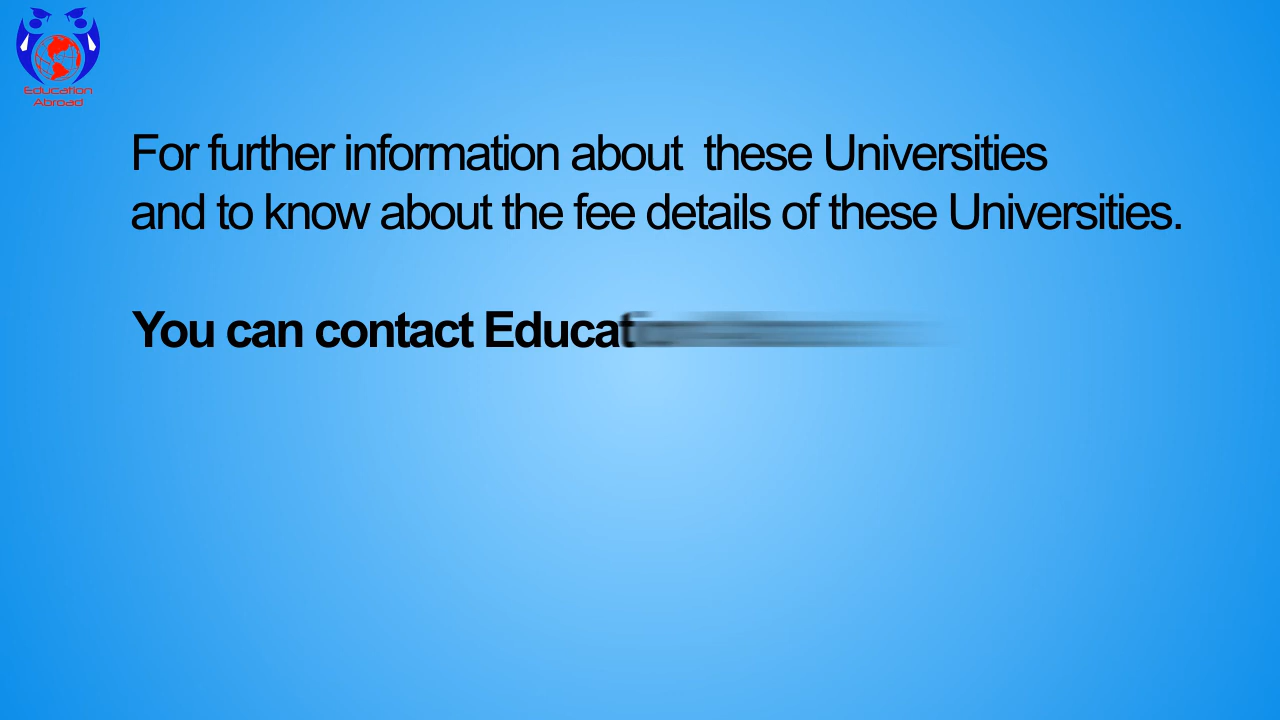 Education
Abroad
For further information about these Universities
and to know about the fee details of these Universities.
You can contact